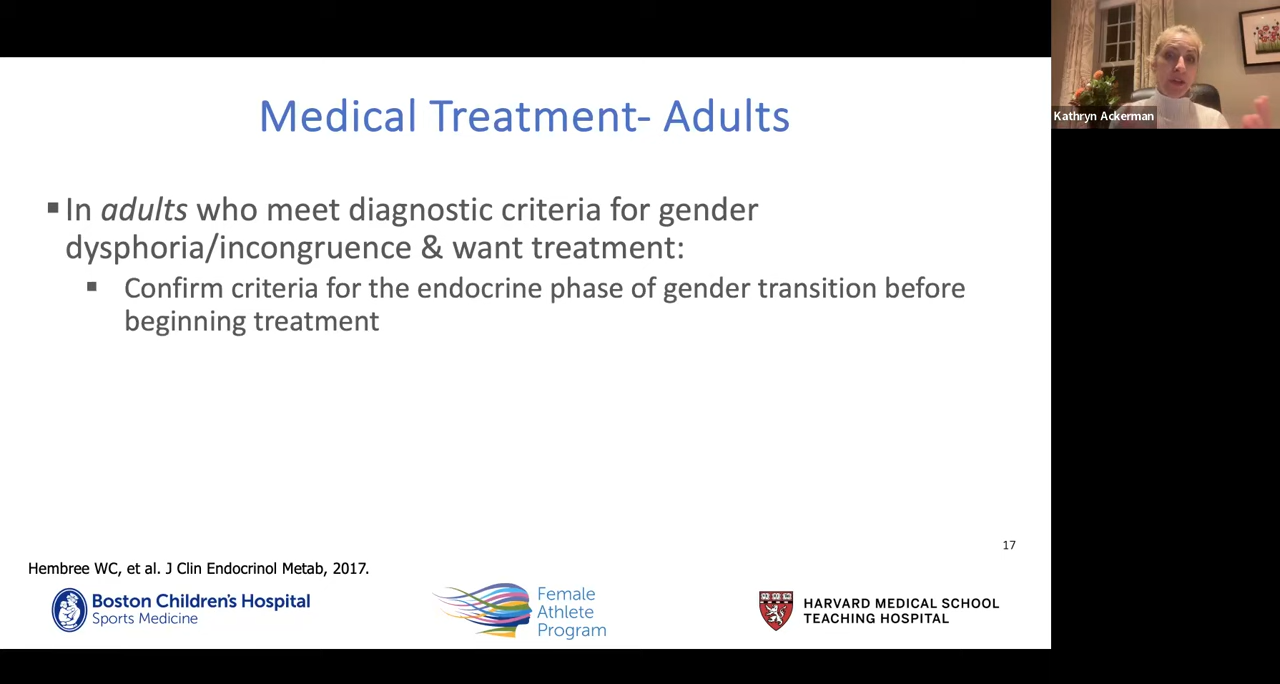 Medical Treatment- Adults
▪ In adults who meet diagnostic criteria for gender
dysphoria/incongruence & want treatment:
▪ Confirm criteria for the endocrine phase of gender transition before
beginning treatment
17
Hembree WC, et al. J Clin Endocrinol Metab, 2017.
Boston Children's Hospital
Sports Medicine
Female
Athlete
Program
HARVARD MEDICAL SCHOOL
TEACHING HOSPITAL
Kathryn Ackerman